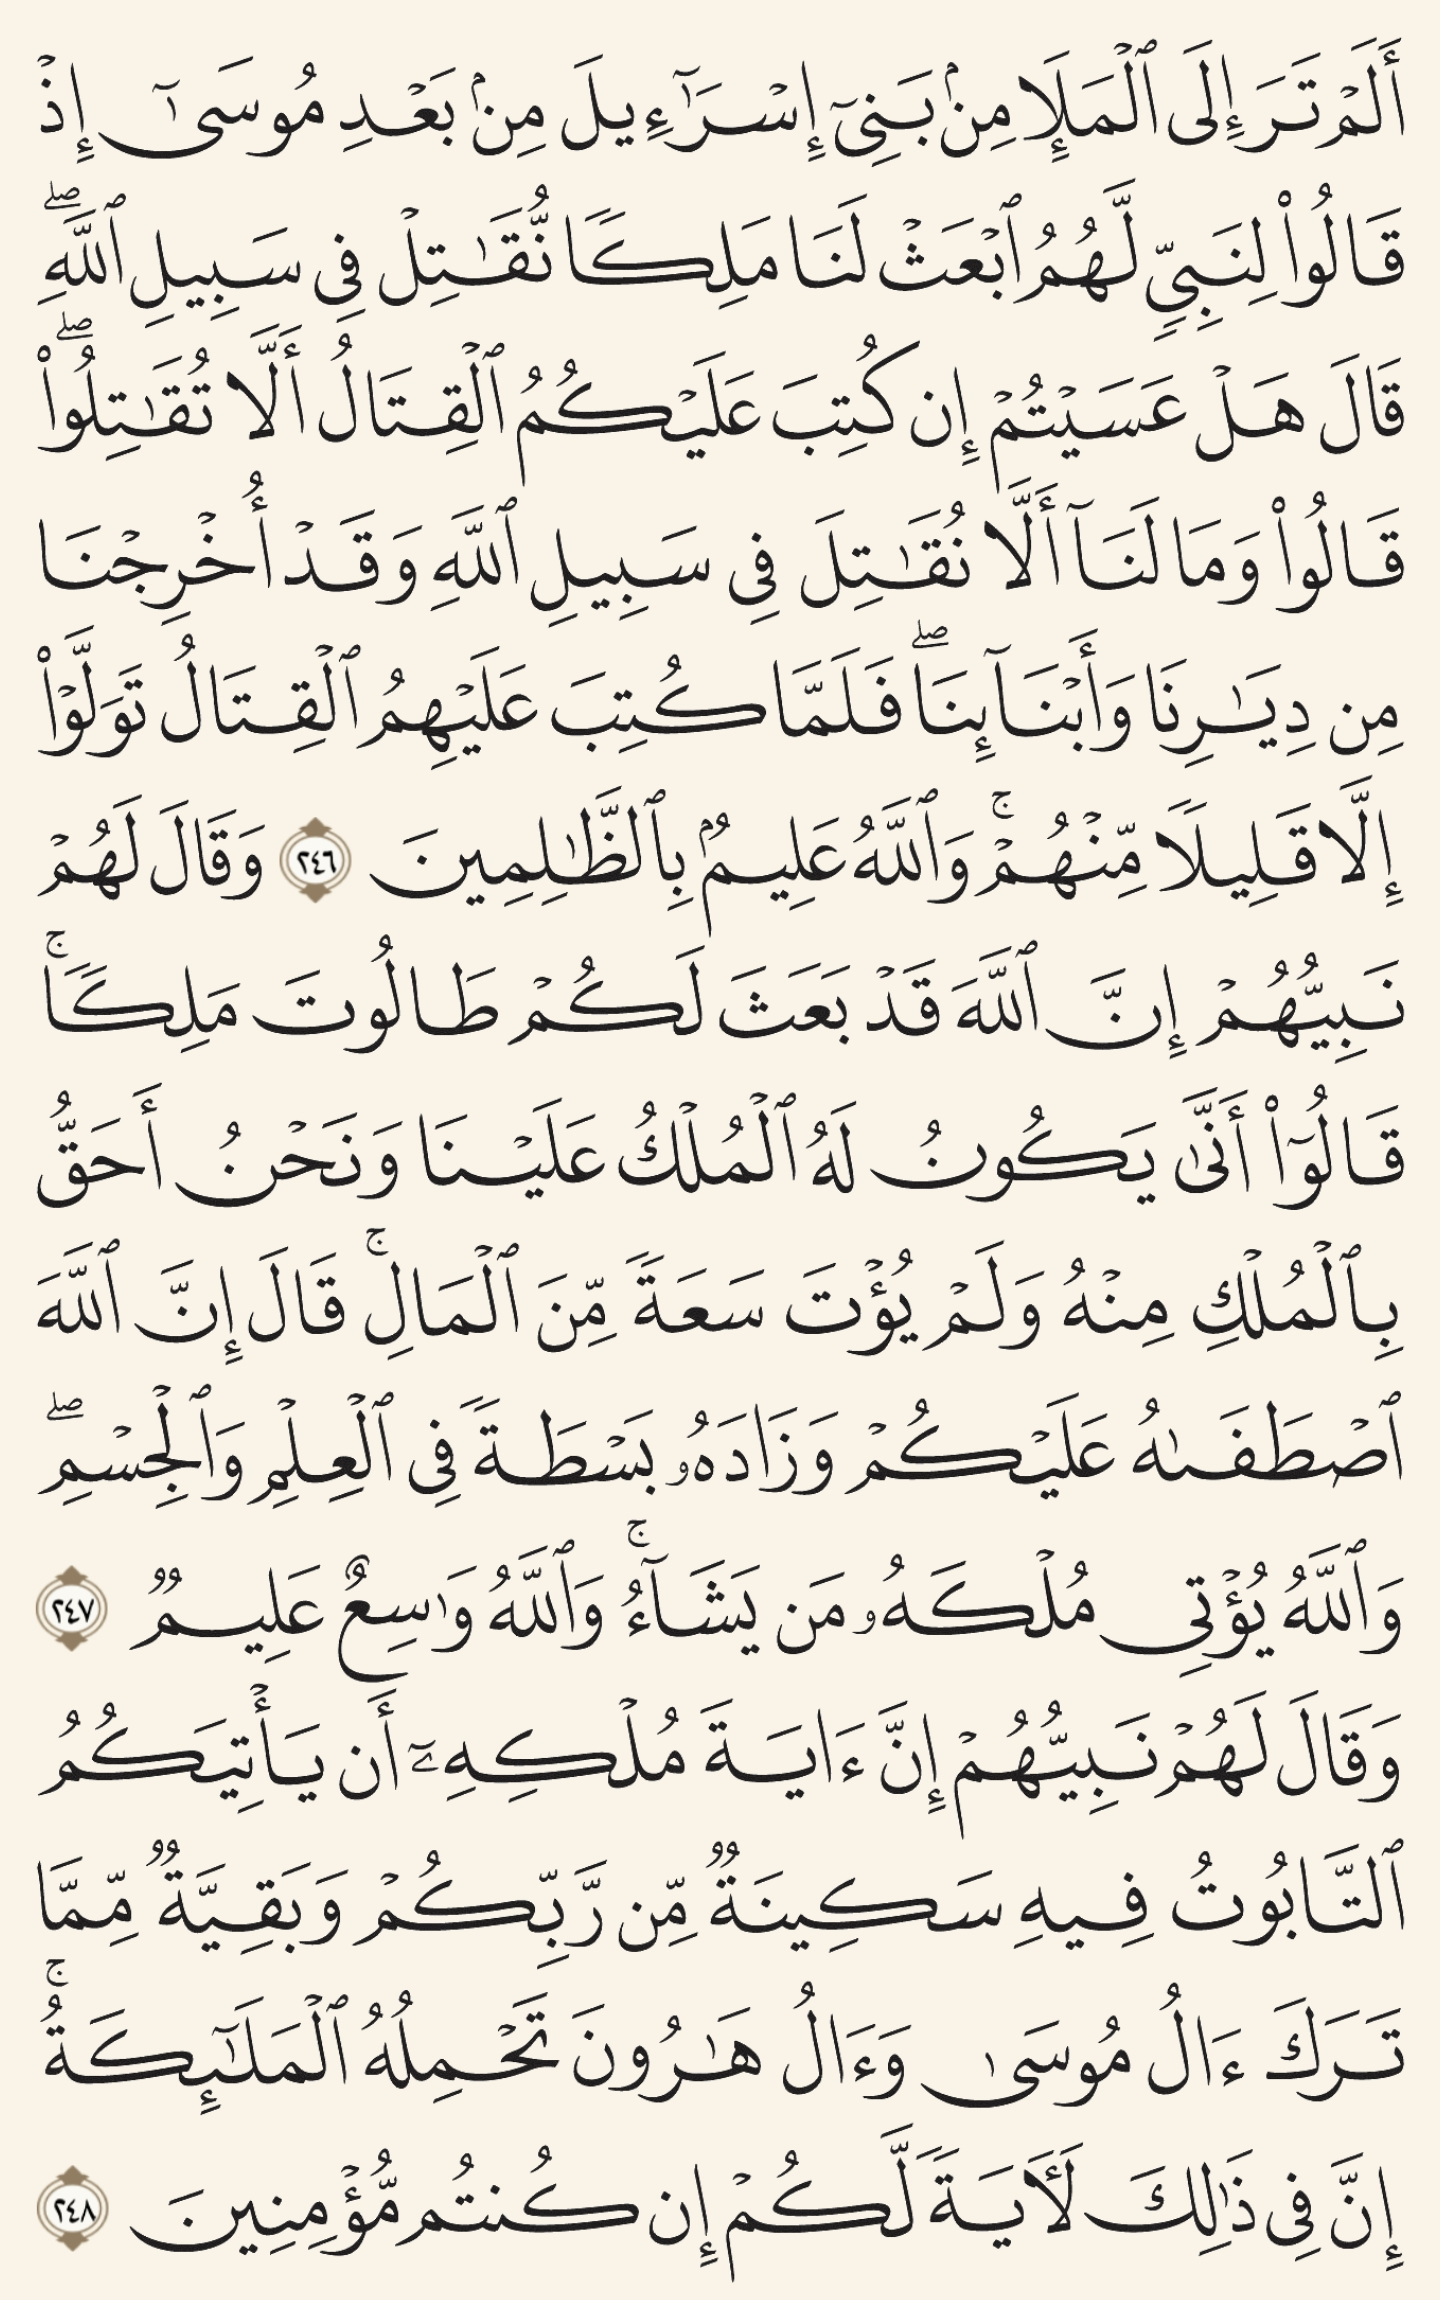 أَلَمۡ تَرَ إِلَى ٱلۡمَلَإِ مِنۢ بَنِيٓ إِسۡرَٰٓءِيلَ مِنۢ بَعۡدِ مُوسَىٰٓ إِذۡ
قَالُواْ لِنَبِيّٖ لَّهُمُ ٱبۡعَثۡ لَنَا مَلِكٗا نُّقَٰتِلۡ فِي سَبِيلِ ٱللَّهِۖ
قَالَ هَلۡ عَسَيۡتُمۡ إِن كُتِبَ عَلَيۡكُمُ ٱلۡقِتَالُ أَلَّا تُقَٰتِلُواْۖ
قَالُواْ وَمَا لَنَآ أَلَّا نُقَٰتِلَ فِي سَبِيلِ ٱللَّهِ وَقَدۡ أُخۡرِجۡنَا
مِن دِيَٰرِنَا وَأَبۡنَآئِنَاۖ فَلَمَّا كُتِبَ عَلَيۡهِمُ ٱلۡقِتَالُ تَوَلَّوۡاْ
إِلَّا قَلِيلٗا مِّنۡهُمۡۚ وَٱللَّهُ عَلِيمُۢ بِٱلظَّٰلِمِينَ ٢٤٦ وَقَالَ لَهُمۡ
نَبِيُّهُمۡ إِنَّ ٱللَّهَ قَدۡ بَعَثَ لَكُمۡ طَالُوتَ مَلِكٗاۚ
قَالُوٓاْ أَنَّىٰ يَكُونُ لَهُ ٱلۡمُلۡكُ عَلَيۡنَا وَنَحۡنُ أَحَقُّ
بِٱلۡمُلۡكِ مِنۡهُ وَلَمۡ يُؤۡتَ سَعَةٗ مِّنَ ٱلۡمَالِۚ قَالَ إِنَّ ٱللَّهَ
ٱصۡطَفَىٰهُ عَلَيۡكُمۡ وَزَادَهُۥ بَسۡطَةٗ فِي ٱلۡعِلۡمِ وَٱلۡجِسۡمِۖ
وَٱللَّهُ يُؤۡتِي مُلۡكَهُۥ مَن يَشَآءُۚ وَٱللَّهُ وَٰسِعٌ عَلِيمٞ ٢٤٧
وَقَالَ لَهُمۡ نَبِيُّهُمۡ إِنَّ ءَايَةَ مُلۡكِهِۦٓ أَن يَأۡتِيَكُمُ
ٱلتَّابُوتُ فِيهِ سَكِينَةٞ مِّن رَّبِّكُمۡ وَبَقِيَّةٞ مِّمَّا
تَرَكَ ءَالُ مُوسَىٰ وَءَالُ هَٰرُونَ تَحۡمِلُهُ ٱلۡمَلَٰٓئِكَةُۚ
إِنَّ فِي ذَٰلِكَ لَأٓيَةٗ لَّكُمۡ إِن كُنتُم مُّؤۡمِنِينَ ٢٤٨